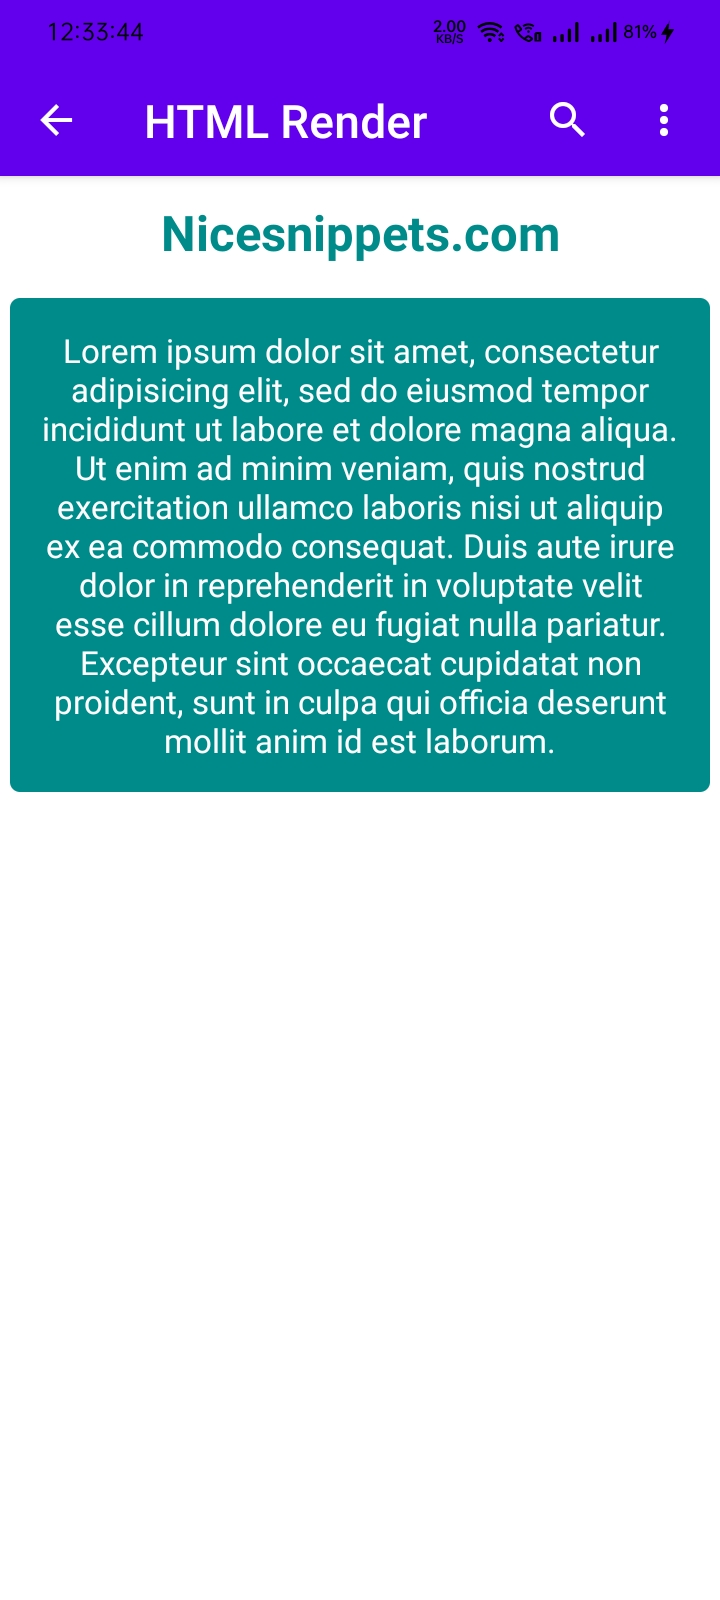 12:33:44
2.00
KB/S
81%
HTML Render
Nicesnippets.com
Lorem ipsum dolor sit amet, consectetur
adipisicing elit, sed do eiusmod tempor
incididunt ut labore et dolore magna aliqua.
Ut enim ad minim veniam, quis nostrud
exercitation ullamco laboris nisi ut aliquip
ex ea commodo consequat. Duis aute irure
dolor in reprehenderit in voluptate velit
esse cillum dolore eu fugiat nulla pariatur.
Excepteur sint occaecat cupidatat non
proident, sunt in culpa qui officia deserunt
mollit anim id est laborum.